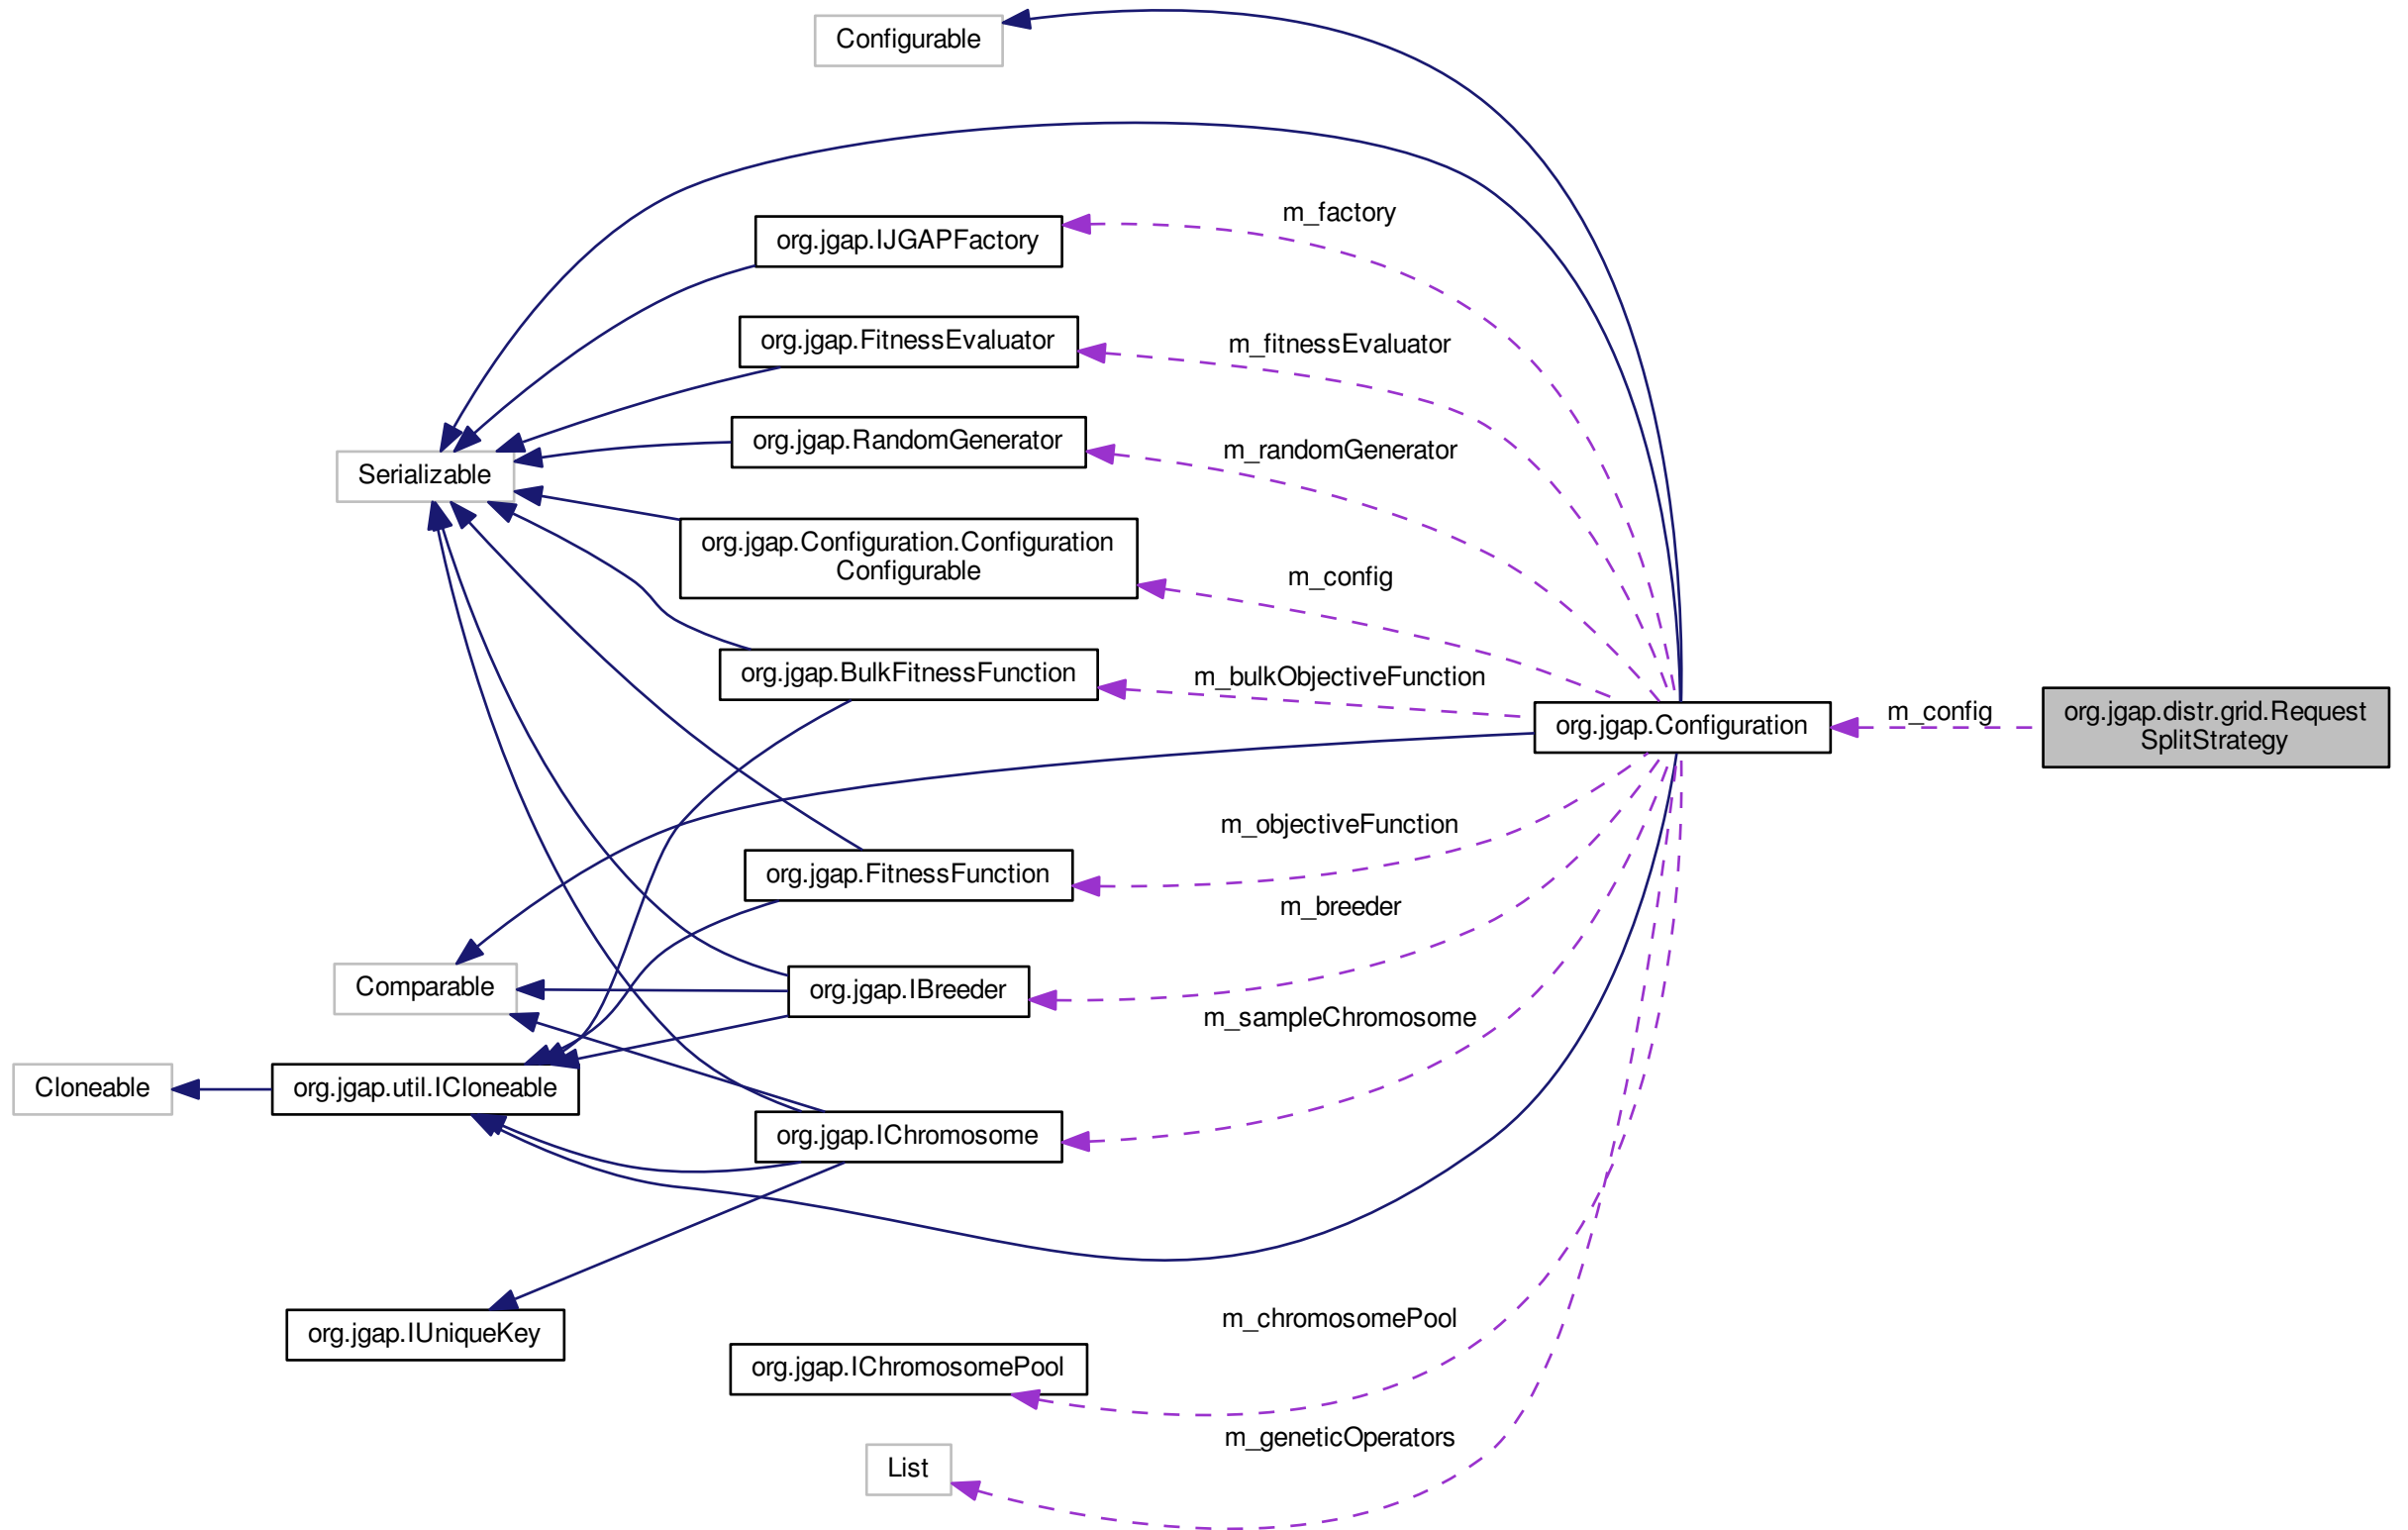 Configurable
m_factory
org.jgap.IJGAPFactory
m_fitnessEvaluator
org.jgap.FitnessEvaluator
m_randomGenerator
org.jgap.RandomGenerator
Serializable
org.jgap.Configuration.Configuration
Configurable
m_config
org.jgap.BulkFitnessFunction
m_bulkObjectiveFunction
org.jgap.Configuration
m_config
org.jgap.distr.grid.Request
SplitStrategy
m_objectiveFunction
org.jgap.FitnessFunction
m_breeder
Comparable
org.jgap.IBreeder
m_sampleChromosome
Cloneable
org.jgap.util.ICloneable
org.jgap.IChromosome
org.jgap.IUniqueKey
m_chromosomePool
org.jgap.IChromosomePool
m_geneticOperators
List